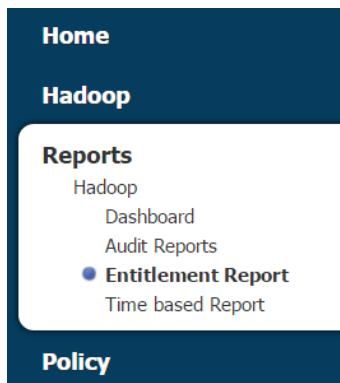 Home
Hadoop
Reports
Hadoop
Dashboard
Audit Reports
Entitlement Report
Time based Report
Policy